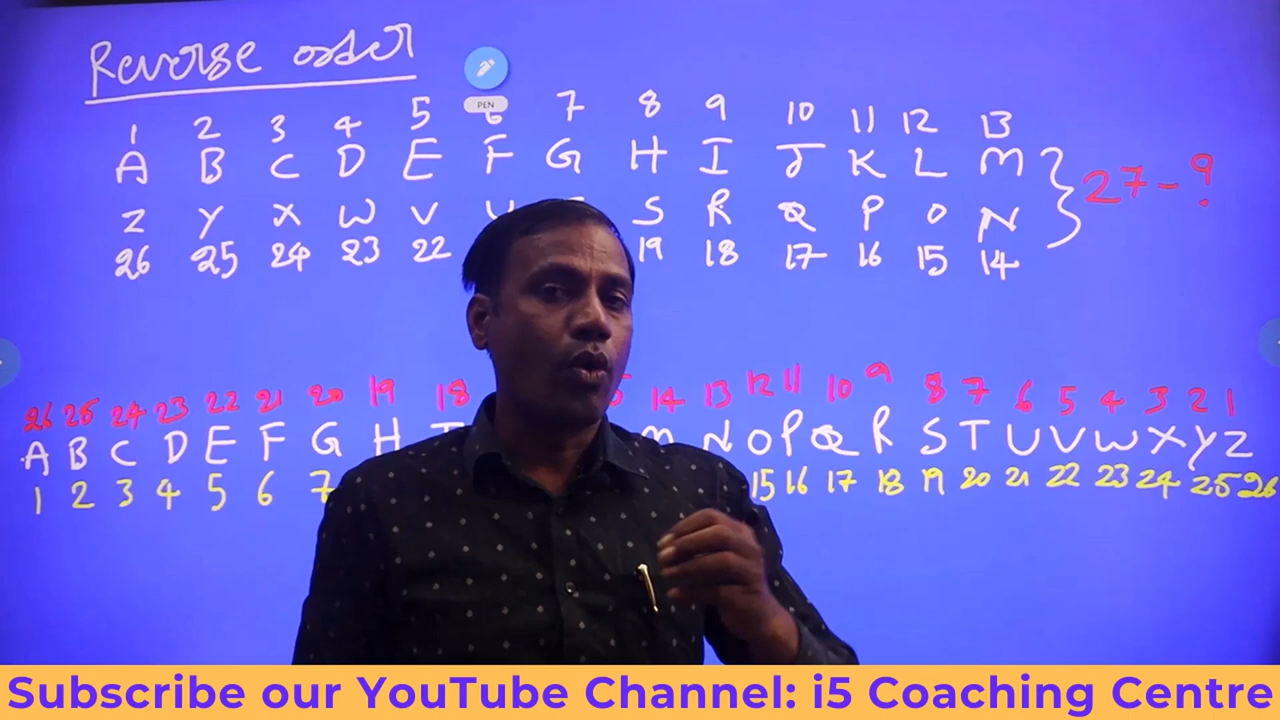 Reverse order
PEN
1 2 3 4 5 6 7 8 9 10 11 12 13
A B C D E F G H I J K L M
27-?
Z Y X W V U S R Q P O N
26 25 24 23 22 19 18 17 16 15 14
26 25 24 23 22 21 20 19 18 14 13 12 11 10 9 8 7 6 5 4 3 2 1
A B C D E F G H I M N O P Q R S T U V W X Y Z
1 2 3 4 5 6 7 15 16 17 18 19 20 21 22 23 24 25 26
Subscribe our YouTube Channel: i5 Coaching Centre